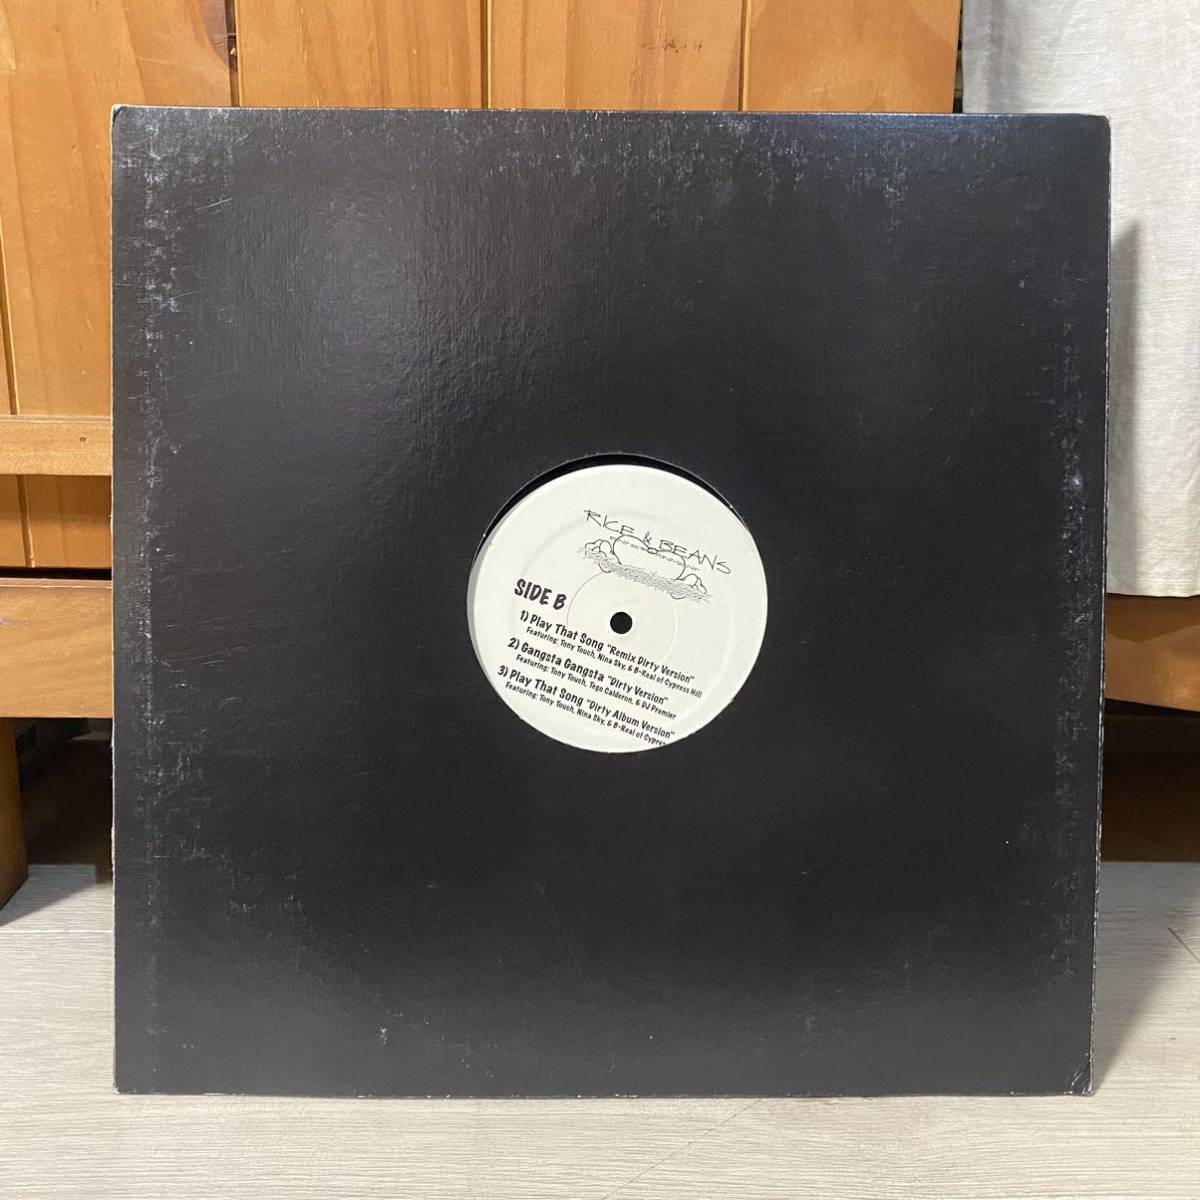 RICE & BEANS
ENTERTAINMENT
SIDE B
1) Play That Song "Remix Dirty Version"
Featuring: Tony Touch, Nina Sky, & B-Real of Cypress Hill
2) Gangsta Gangsta "Dirty Version"
Featuring: Tony Touch, Tego Calderon, & DJ Premier
3) Play That Song "Dirty Album Version"
Featuring: Tony Touch, Nina Sky, & B-Real of Cypre